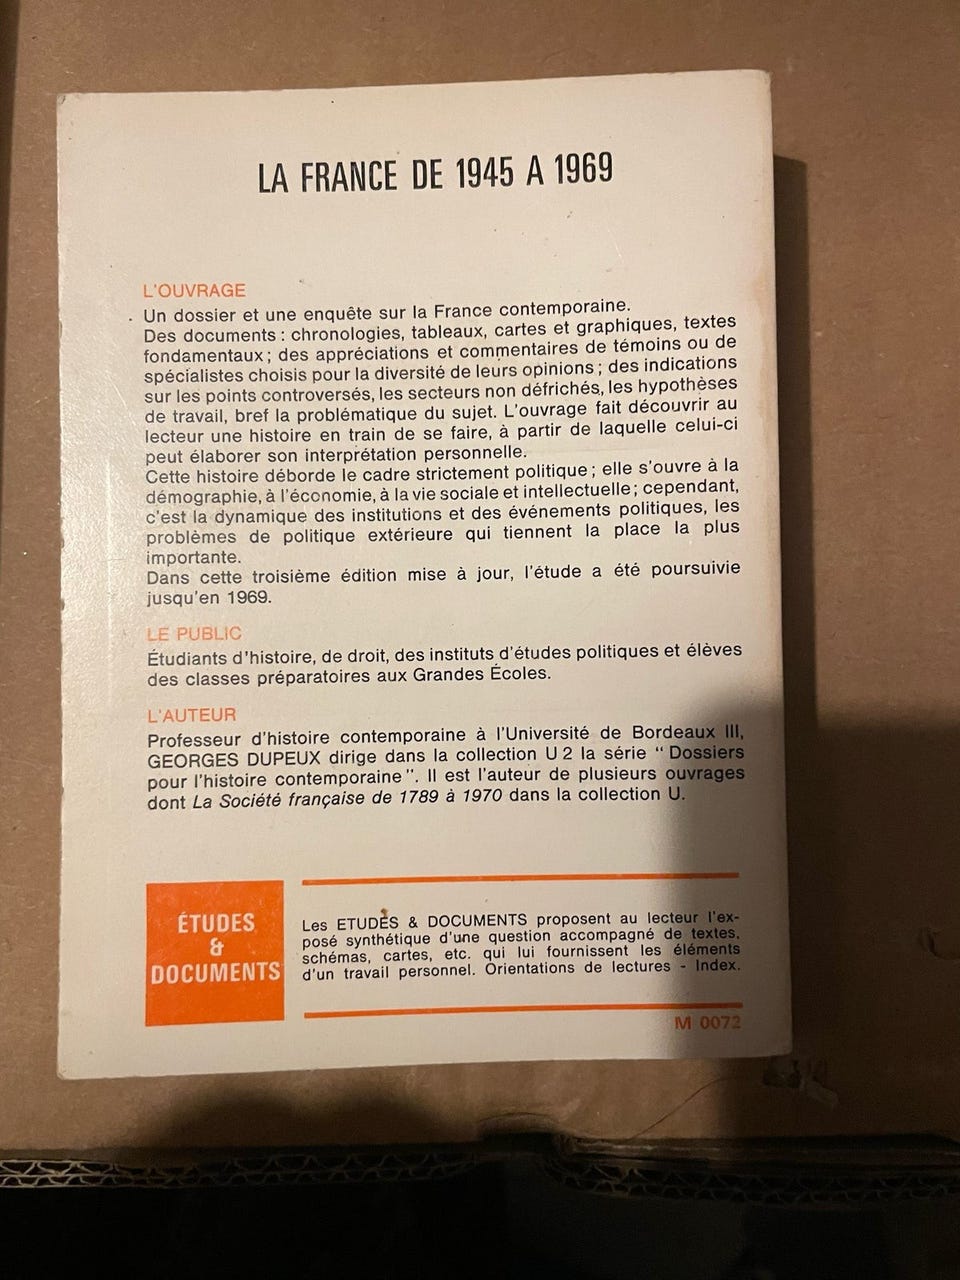 LA FRANCE DE 1945 A 1969
L'OUVRAGE
Un dossier et une enquête sur la France contemporaine.
Des documents : chronologies, tableaux, cartes et graphiques, textes
fondamentaux ; des appréciations et commentaires de témoins ou de
spécialistes choisis pour la diversité de leurs opinions ; des indications
sur les points controversés, les secteurs non défrichés, les hypothèses
de travail, bref la problématique du sujet. L'ouvrage fait découvrir au
lecteur une histoire en train de se faire, à partir de laquelle celui-ci
peut élaborer son interprétation personnelle.
Cette histoire déborde le cadre strictement politique ; elle s'ouvre à la
démographie, à l'économie, à la vie sociale et intellectuelle ; cependant,
c'est la dynamique des institutions et des événements politiques, les
problèmes de politique extérieure qui tiennent la place la plus
importante.
Dans cette troisième édition mise à jour, l'étude a été poursuivie
jusqu'en 1969.
LE PUBLIC
Étudiants d'histoire, de droit, des instituts d'études politiques et élèves
des classes préparatoires aux Grandes Écoles.
L'AUTEUR
Professeur d'histoire contemporaine à l'Université de Bordeaux III,
GEORGES DUPEUX dirige dans la collection U 2 la série " Dossiers
pour l'histoire contemporaine ". Il est l'auteur de plusieurs ouvrages
dont La Société française de 1789 à 1970 dans la collection U.
ÉTUDES
&
DOCUMENTS
Les ETUDES & DOCUMENTS proposent au lecteur l'ex-
posé synthétique d'une question accompagné de textes,
schémas, cartes, etc. qui lui fournissent les éléments
d'un travail personnel. Orientations de lectures - Index.
M 0072